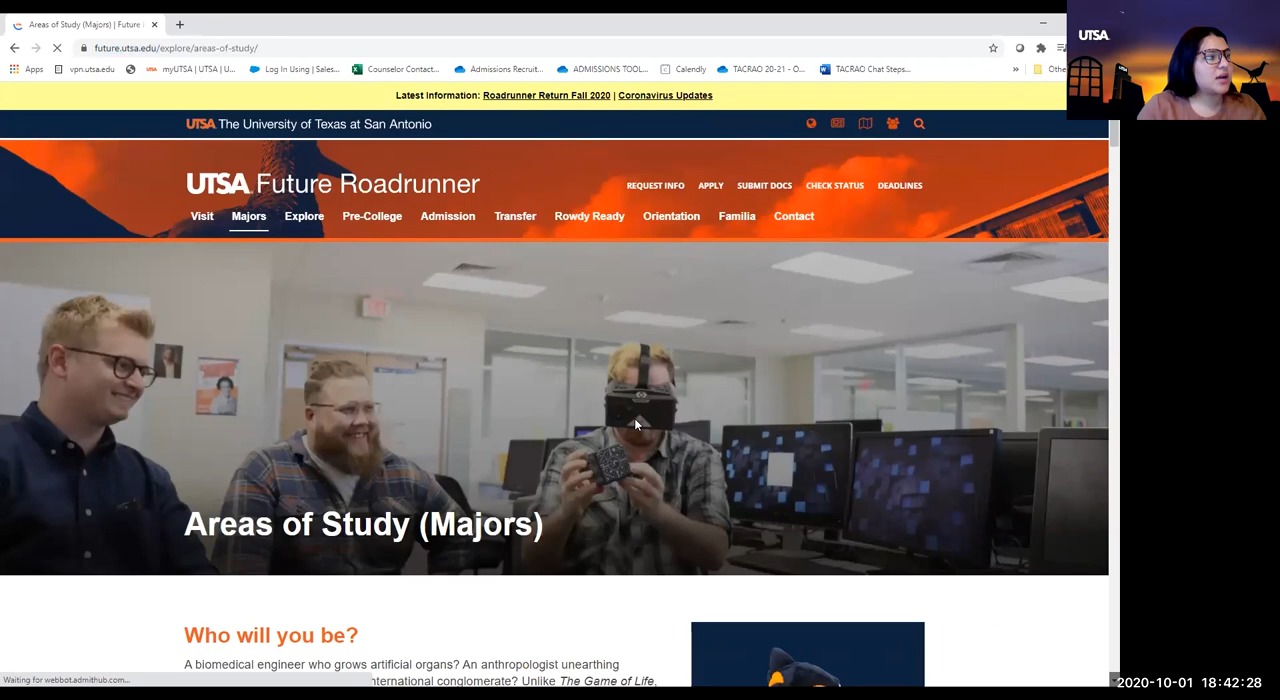 Areas of Study (Majors) | Future
future.utsa.edu/explore/areas-of-study/
Apps vpn.utsa.edu myUTSA | UTSA | U... Log In Using | Sales... Counselor Contact... Admissions Recruit... ADMISSIONS TOOL... Calendly TACRAO 20-21 - O... TACRAO Chat Steps... » Othe
UTSA
Latest Information: Roadrunner Return Fall 2020 | Coronavirus Updates
UTSA The University of Texas at San Antonio
UTSA Future Roadrunner
REQUEST INFO APPLY SUBMIT DOCS CHECK STATUS DEADLINES
Visit Majors Explore Pre-College Admission Transfer Rowdy Ready Orientation Familia Contact
Areas of Study (Majors)
Who will you be?
A biomedical engineer who grows artificial organs? An anthropologist unearthing
nternational conglomerate? Unlike The Game of Life,
Waiting for webbot.admithub.com...
2020-10-01 18:42:28